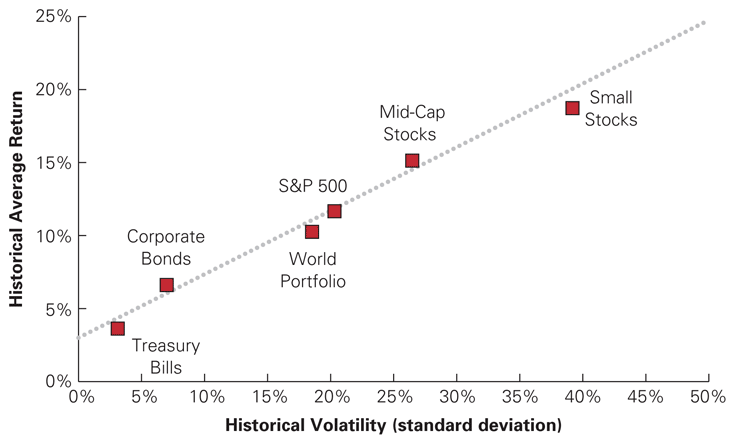 25%
20%
15%
10%
5%
0%
Historical Average Return
Small
Stocks
Mid-Cap
Stocks
S&P 500
World
Portfolio
Corporate
Bonds
Treasury
Bills
0% 5% 10% 15% 20% 25% 30% 35% 40% 45% 50%
Historical Volatility (standard deviation)